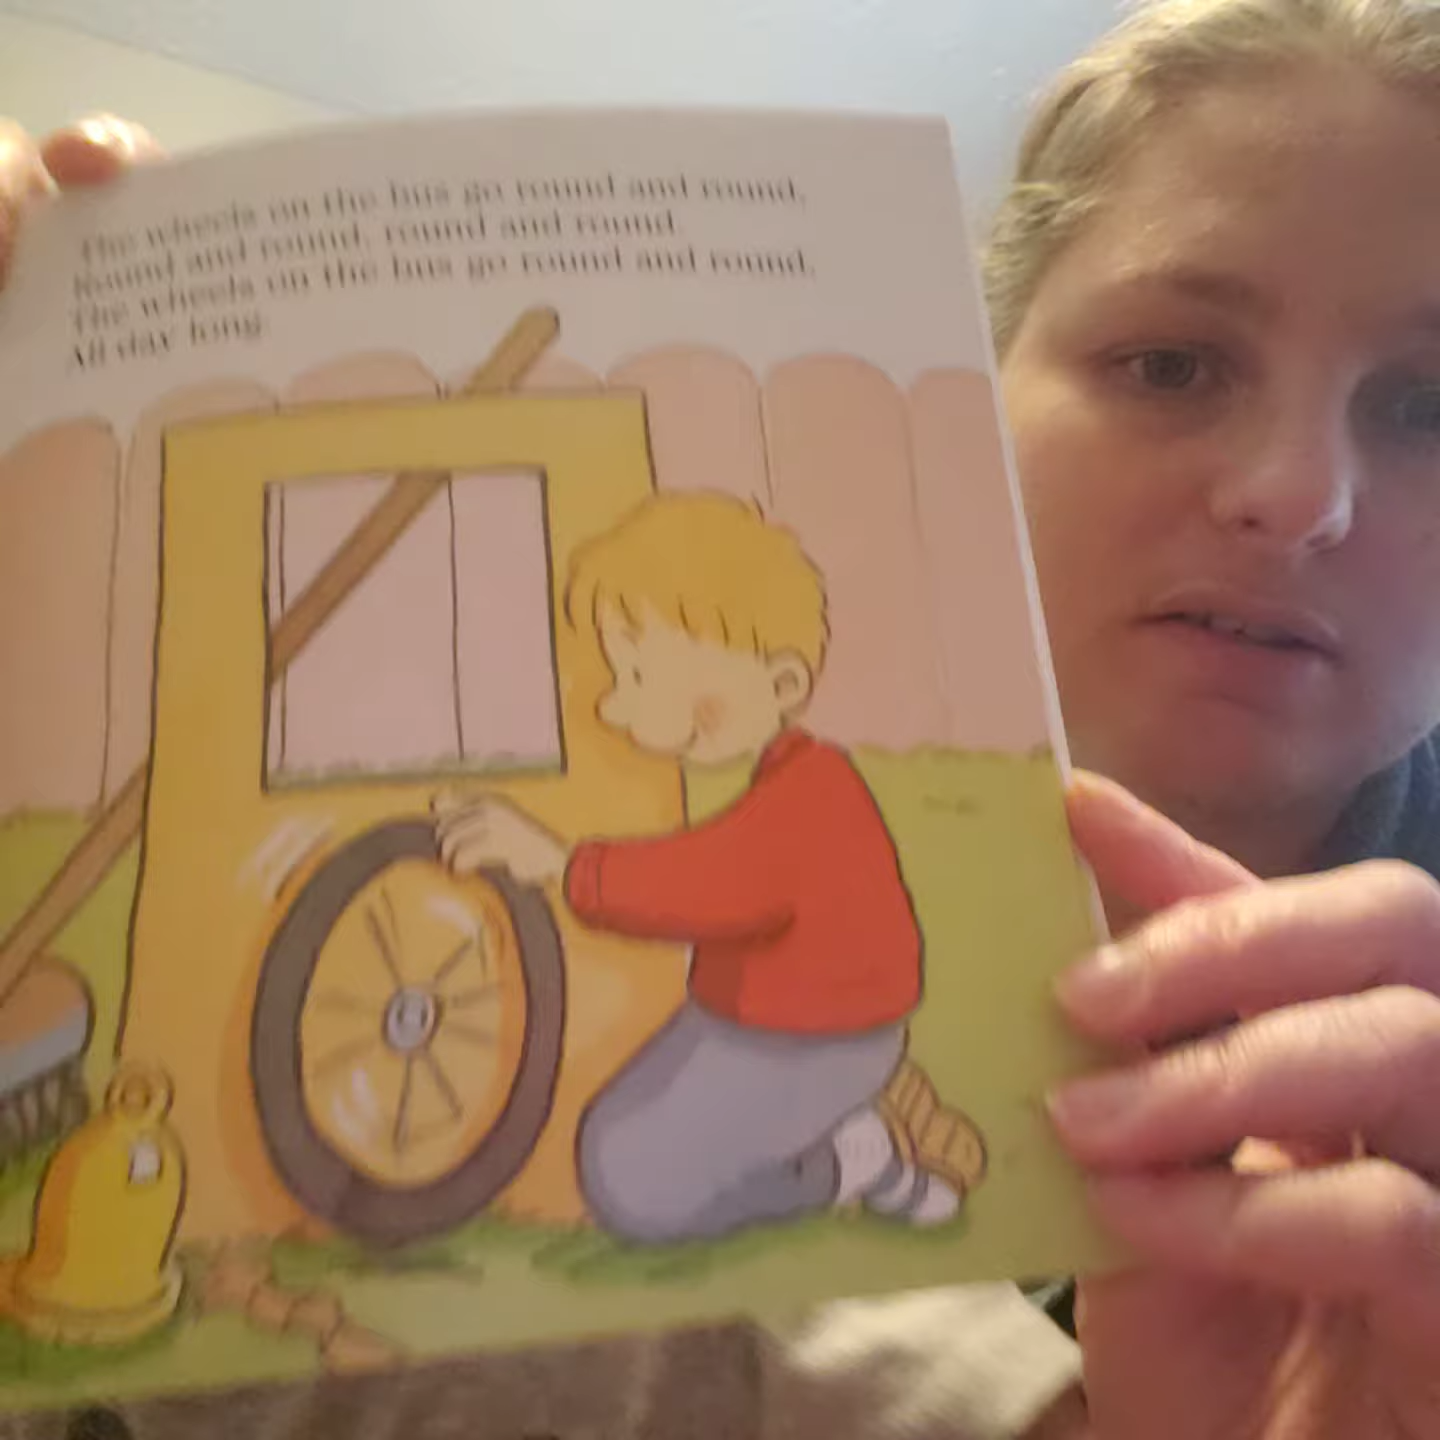 The wheels on the bus go round and round,
Round and round, round and round.
The wheels on the bus go round and round,
All day long.